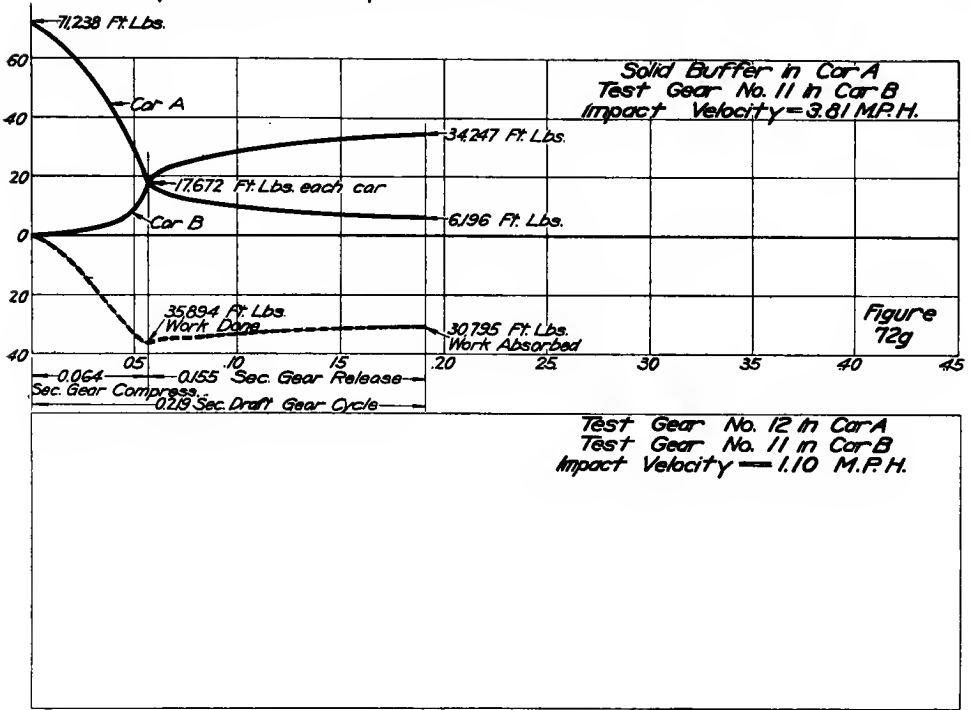 71,238 Ft. Lbs.
60
Solid Buffer in Car A
Test Gear No. 11 in Car B
Impact Velocity = 3.81 M.P.H.
Car A
40
34,247 Ft. Lbs.
20
17,672 Ft. Lbs. each car
Car B
6,196 Ft. Lbs.
0
20
35,894 Ft. Lbs.
Work Done
30,795 Ft. Lbs.
Work Absorbed
Figure
72g
40
.05 .10 .15 .20 .25 .30 .35 .40 .45
0.064 0.155 Sec. Gear Release
Sec. Gear Compress.
0.219 Sec. Draft Gear Cycle
Test Gear No. 12 in Car A
Test Gear No. 11 in Car B
Impact Velocity = 1.10 M.P.H.